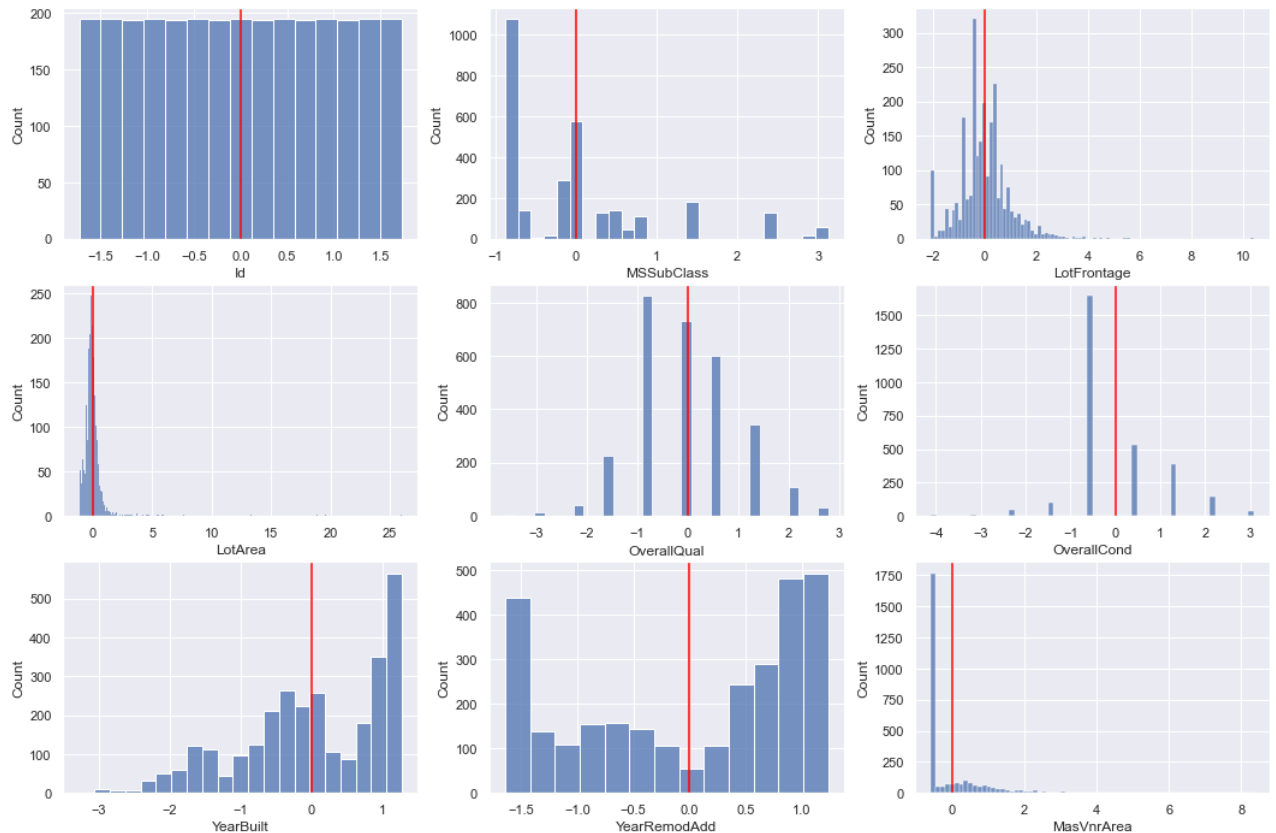 200
150
100
50
0
Count
−1.5 −1.0 −0.5 0.0 0.5 1.0 1.5
Id
1000
800
600
400
200
0
Count
−1 0 1 2 3
MSSubClass
300
250
200
150
100
50
0
Count
−2 0 2 4 6 8 10
LotFrontage
250
200
150
100
50
0
Count
0 5 10 15 20 25
LotArea
800
600
400
200
0
Count
−3 −2 −1 0 1 2 3
OverallQual
1500
1250
1000
750
500
250
0
Count
−4 −3 −2 −1 0 1 2 3
OverallCond
500
400
300
200
100
0
Count
−3 −2 −1 0 1
YearBuilt
500
400
300
200
100
0
Count
−1.5 −1.0 −0.5 0.0 0.5 1.0
YearRemodAdd
1750
1500
1250
1000
750
500
250
0
Count
0 2 4 6 8
MasVnrArea